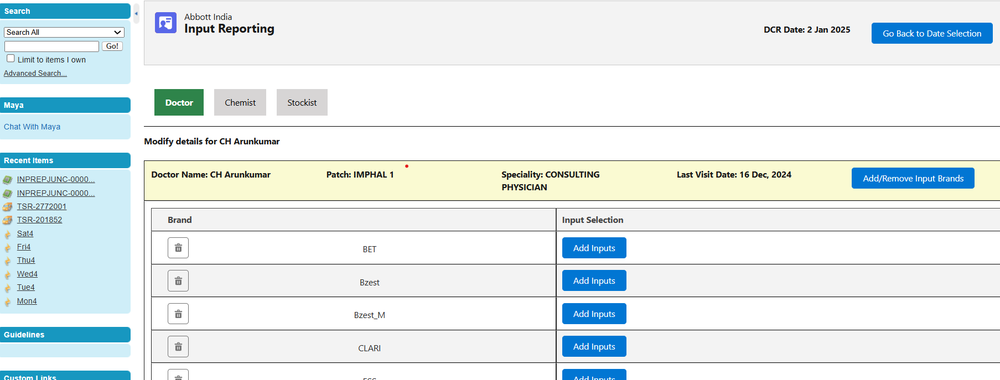 Search
Search All
Go!
Limit to items I own
Advanced Search...
Maya
Chat With Maya
Recent Items
INPREPJUNC-0000...
INPREPJUNC-0000...
TSR-2772001
TSR-201852
Sat4
Fri4
Thu4
Wed4
Tue4
Mon4
Guidelines
Custom Links
Abbott India
Input Reporting
DCR Date: 2 Jan 2025
Go Back to Date Selection
Doctor
Chemist
Stockist
Modify details for CH Arunkumar
Doctor Name: CH Arunkumar
Patch: IMPHAL 1
Speciality: CONSULTING
PHYSICIAN
Last Visit Date: 16 Dec, 2024
Add/Remove Input Brands
Brand
Input Selection
BET
Add Inputs
Bzest
Add Inputs
Bzest_M
Add Inputs
CLARI
Add Inputs
Add Inputs